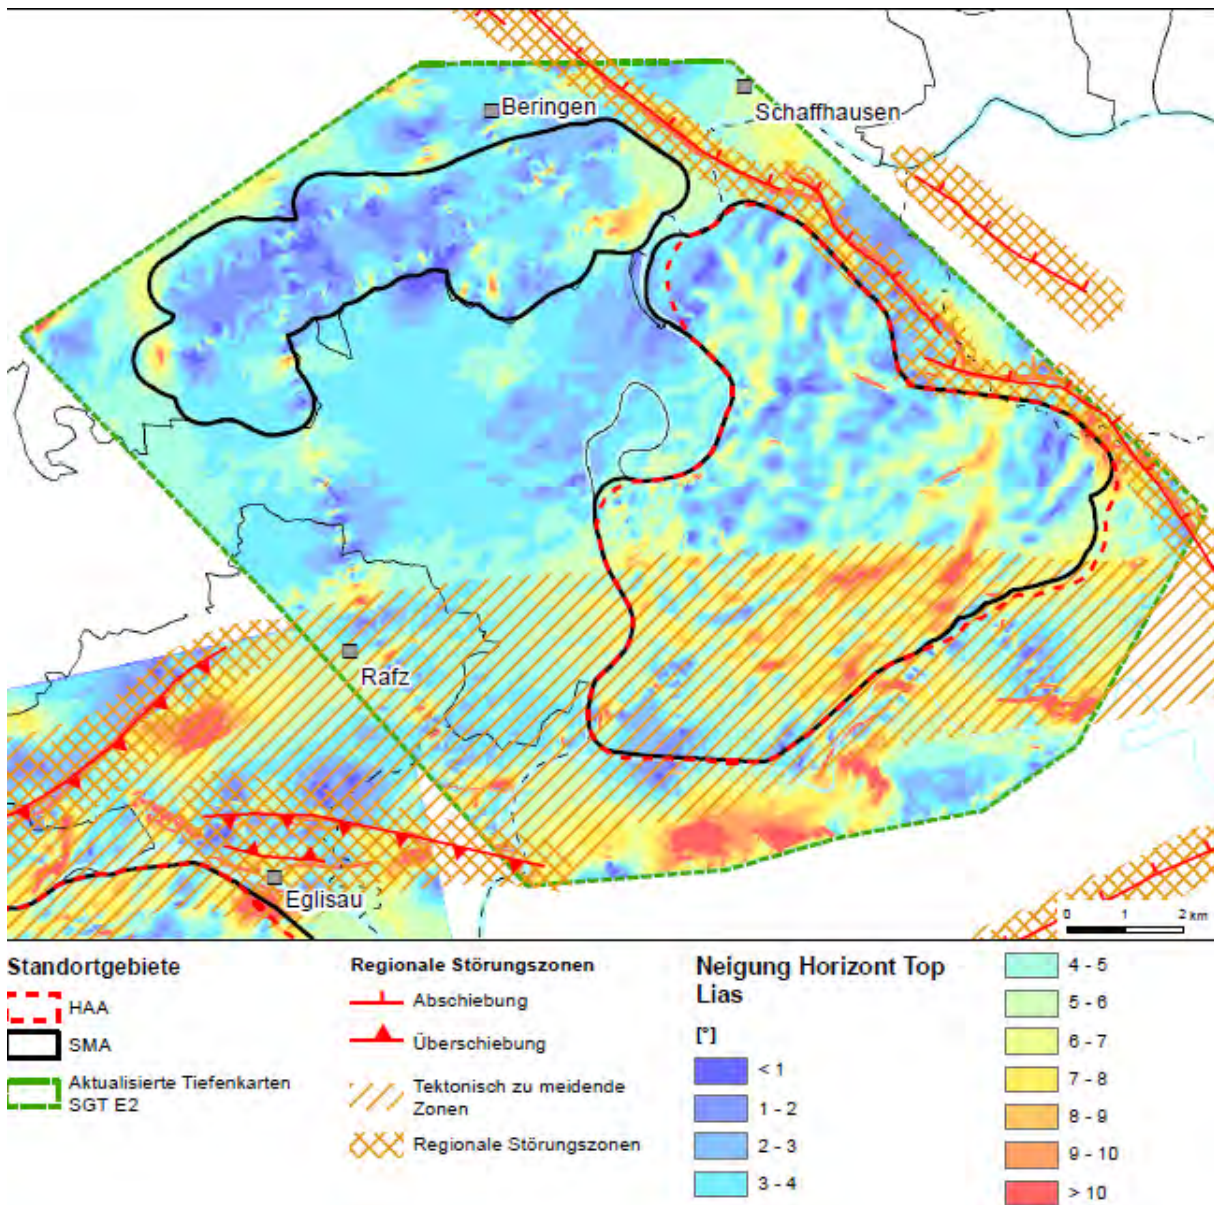 Beringen
Schaffhausen
Rafz
Eglisau
0 1 2 km
Standortgebiete
HAA
SMA
Aktualisierte Tiefenkarten
SGT E2
Regionale Störungszonen
Abschiebung
Überschiebung
Tektonisch zu meidende
Zonen
Regionale Störungszonen
Neigung Horizont Top
Lias
[°]
< 1
1 - 2
2 - 3
3 - 4
4 - 5
5 - 6
6 - 7
7 - 8
8 - 9
9 - 10
> 10